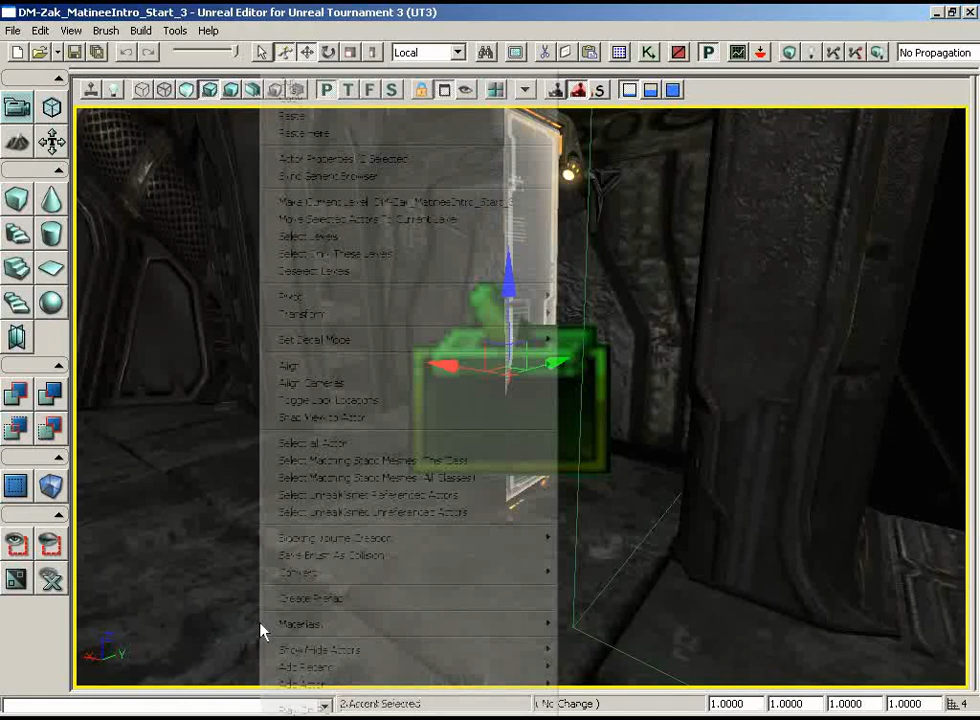 DM-Zak_MatineeIntro_Start_3 - Unreal Editor for Unreal Tournament 3 (UT3)
File Edit View Brush Build Tools Help
Local
P
No Propagation
P T F S
S
Paste
Paste Here
Actor Properties (2 Selected)
Sync Generic Browser
Make Current Level: DM-Zak_MatineeIntro_Start_3
Move Selected Actors To Current Level
Select Levels
Select Only These Levels
Deselect Levels
Pivot
Transform
Set Decal Mode
Align
Align Cameras
Toggle Lock Locations
Snap View to Actor
Select all Actor
Select Matching Static Meshes (This Class)
Select Matching Static Meshes (All Classes)
Select UnrealKismet Referenced Actors
Select UnrealKismet Unreferenced Actors
Blocking Volume Creation
Save Brush As Collision
Convert
Create Prefab
Materials
Show/Hide Actors
Add Recent
Add Actor
X Y
2 Accent Selected
( No Change )
1.0000 1.0000 1.0000 1.0000
4